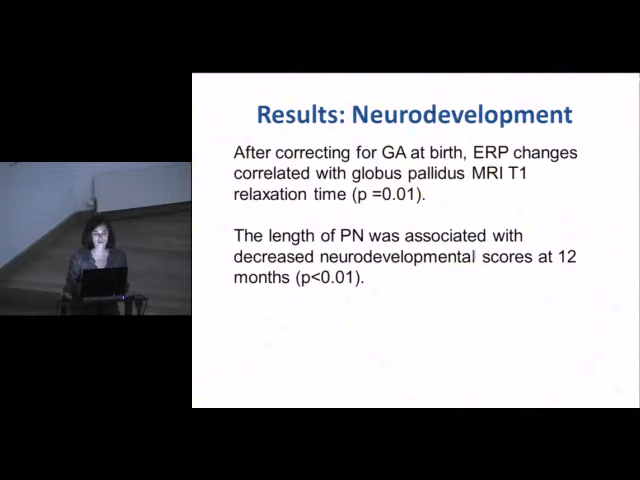 Results: Neurodevelopment
After correcting for GA at birth, ERP changes
correlated with globus pallidus MRI T1
relaxation time (p =0.01).
The length of PN was associated with
decreased neurodevelopmental scores at 12
months (p<0.01).